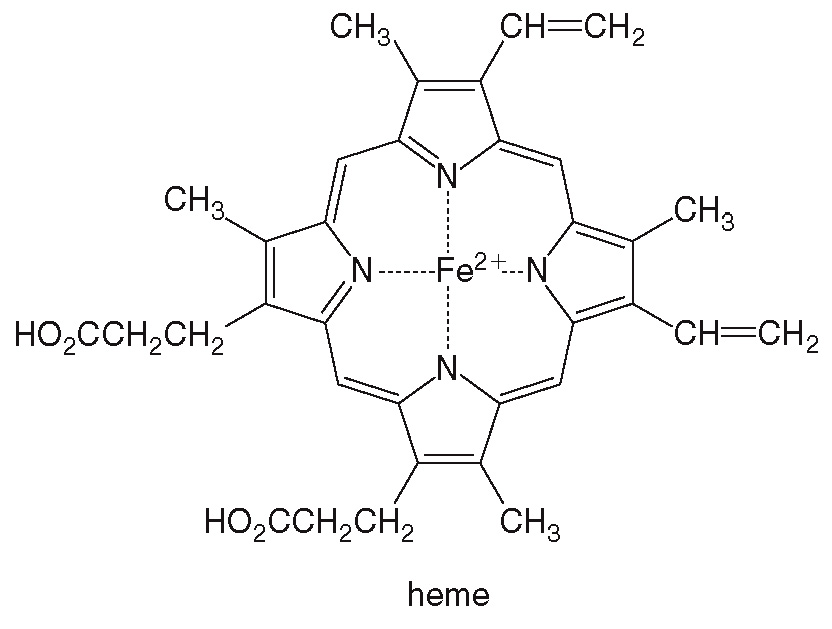 CH₃ CH=CH₂
N
CH₃ CH₃
N Fe²⁺ N
HO₂CCH₂CH₂ CH=CH₂
N
HO₂CCH₂CH₂ CH₃
heme